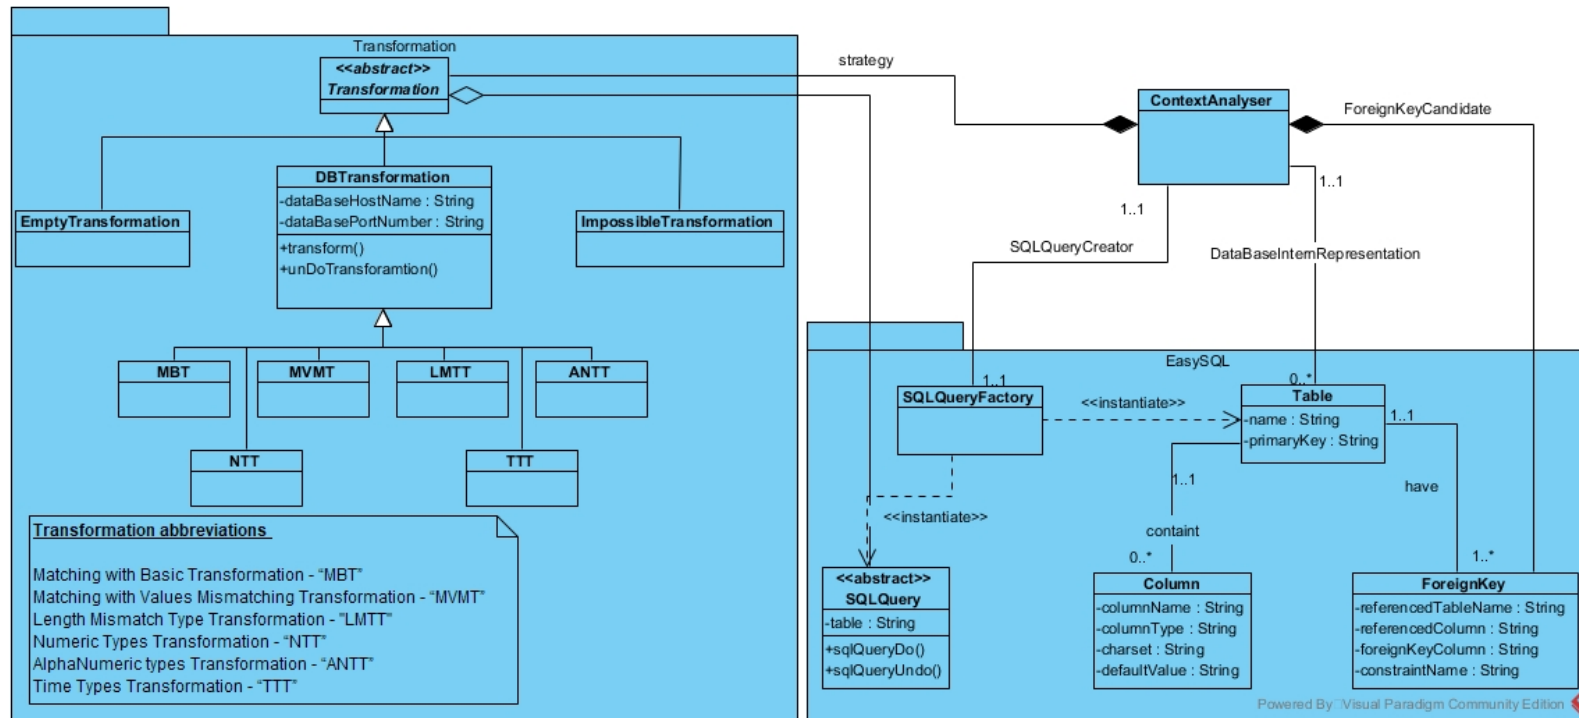 Transformation
<<abstract>>
Transformation
EmptyTransformation
DBTransformation
-dataBaseHostName : String
-dataBasePortNumber : String
+transform()
+unDoTransforamtion()
ImpossibleTransformation
MBT
MVMT
LMTT
ANTT
NTT
TTT
Transformation abbreviations
Matching with Basic Transformation - “MBT”
Matching with Values Mismatching Transformation - “MVMT”
Length Mismatch Type Transformation - "LMTT”
Numeric Types Transformation - “NTT”
AlphaNumeric types Transformation - “ANTT”
Time Types Transformation - “TTT”
strategy
ContextAnalyser
ForeignKeyCandidate
1..1
1..1
SQLQueryCreator
DataBaseInternRepresentation
EasySQL
1..1
0..*
SQLQueryFactory
<<instantiate>>
Table
-name : String
-primaryKey : String
1..1
1..1
have
<<instantiate>>
containt
0..*
1..*
<<abstract>>
SQLQuery
-table : String
+sqlQueryDo()
+sqlQueryUndo()
Column
-columnName : String
-columnType : String
-charset : String
-defaultValue : String
ForeignKey
-referencedTableName : String
-referencedColumn : String
-foreignKeyColumn : String
-constraintName : String
Powered By Visual Paradigm Community Edition